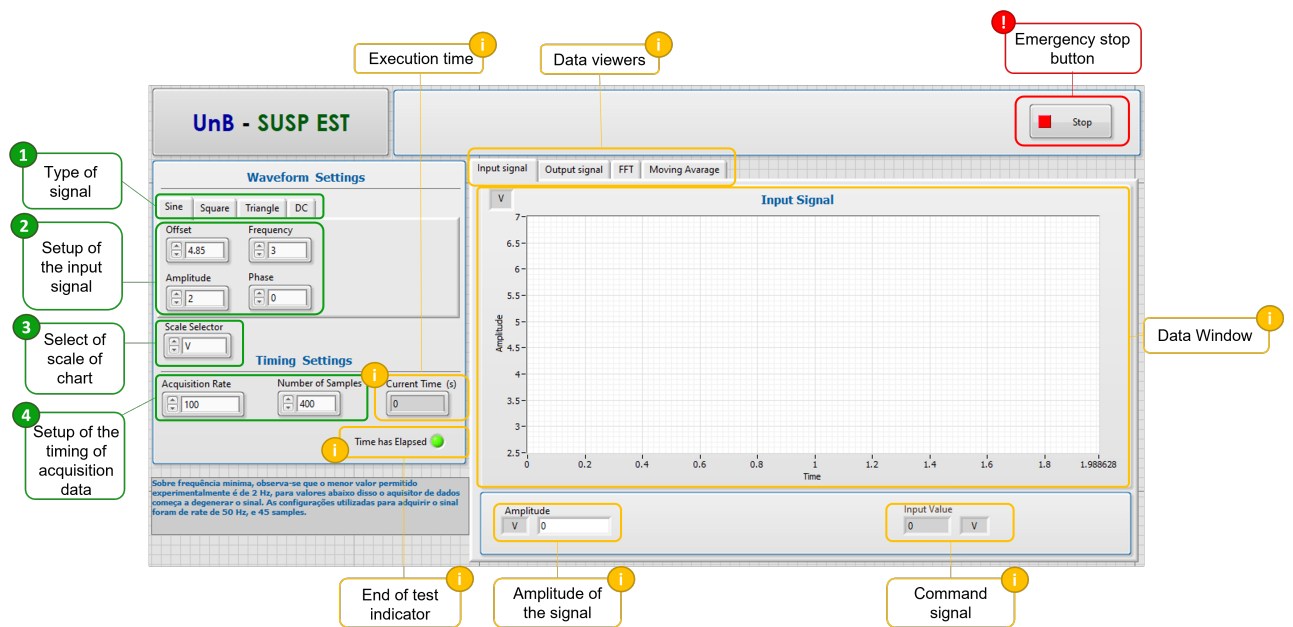 !
Emergency stop
button
i
Execution time
i
Data viewers
UnB - SUSP EST
Stop
1
Type of
signal
Waveform Settings
Sine Square Triangle DC
Input signal Output signal FFT Moving Avarage
2
Setup of
the input
signal
Offset Frequency
4.85 3
Amplitude Phase
2 0
3
Select of
scale of
chart
Scale Selector
V
Timing Settings
4
Setup of the
timing of
acquisition
data
Acquisition Rate Number of Samples
100 400
i
Current Time (s)
0
i
Time has Elapsed
Sobre frequência mínima, observa-se que o menor valor permitido
experimentalmente é de 2 Hz, para valores abaixo disso o aquisitor de dados
começa a degenerar o sinal. As configurações utilizadas para adquirir o sinal
foram de rate de 50 Hz, e 45 samples.
V
Input Signal
7
6.5
6
5.5
5
4.5
4
3.5
3
2.5
Amplitude
0 0.2 0.4 0.6 0.8 1 1.2 1.4 1.6 1.8 1.988628
Time
i
Data Window
Amplitude
V 0
Input Value
0 V
i
End of test
indicator
i
Amplitude of
the signal
i
Command
signal